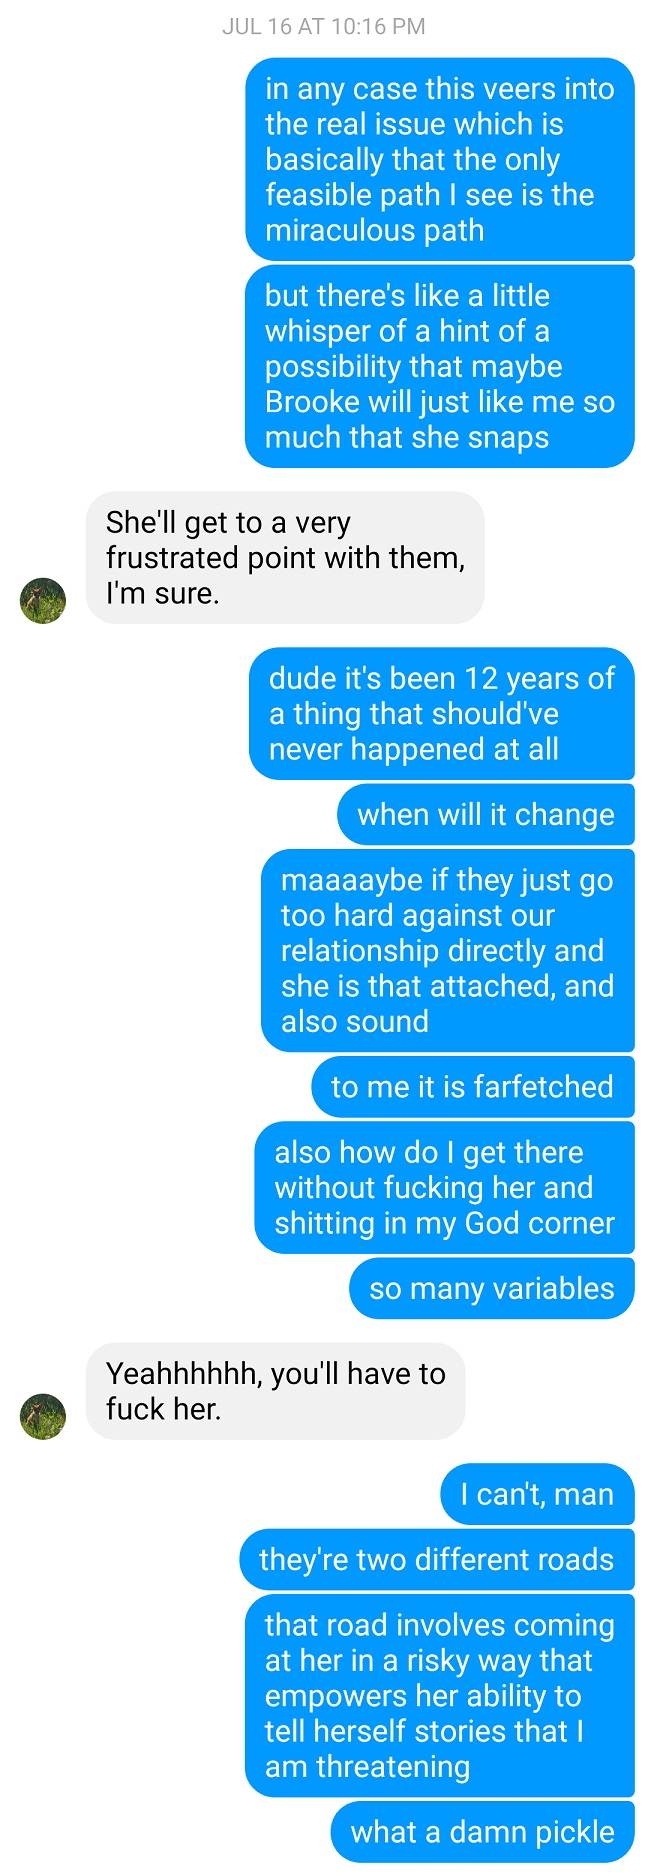 JUL 16 AT 10:16 PM
in any case this veers into
the real issue which is
basically that the only
feasible path I see is the
miraculous path
but there's like a little
whisper of a hint of a
possibility that maybe
Brooke will just like me so
much that she snaps
She'll get to a very
frustrated point with them,
I'm sure.
dude it's been 12 years of
a thing that should've
never happened at all
when will it change
maaaaybe if they just go
too hard against our
relationship directly and
she is that attached, and
also sound
to me it is farfetched
also how do I get there
without fucking her and
shitting in my God corner
so many variables
Yeahhhhhh, you'll have to
fuck her.
I can't, man
they're two different roads
that road involves coming
at her in a risky way that
empowers her ability to
tell herself stories that I
am threatening
what a damn pickle